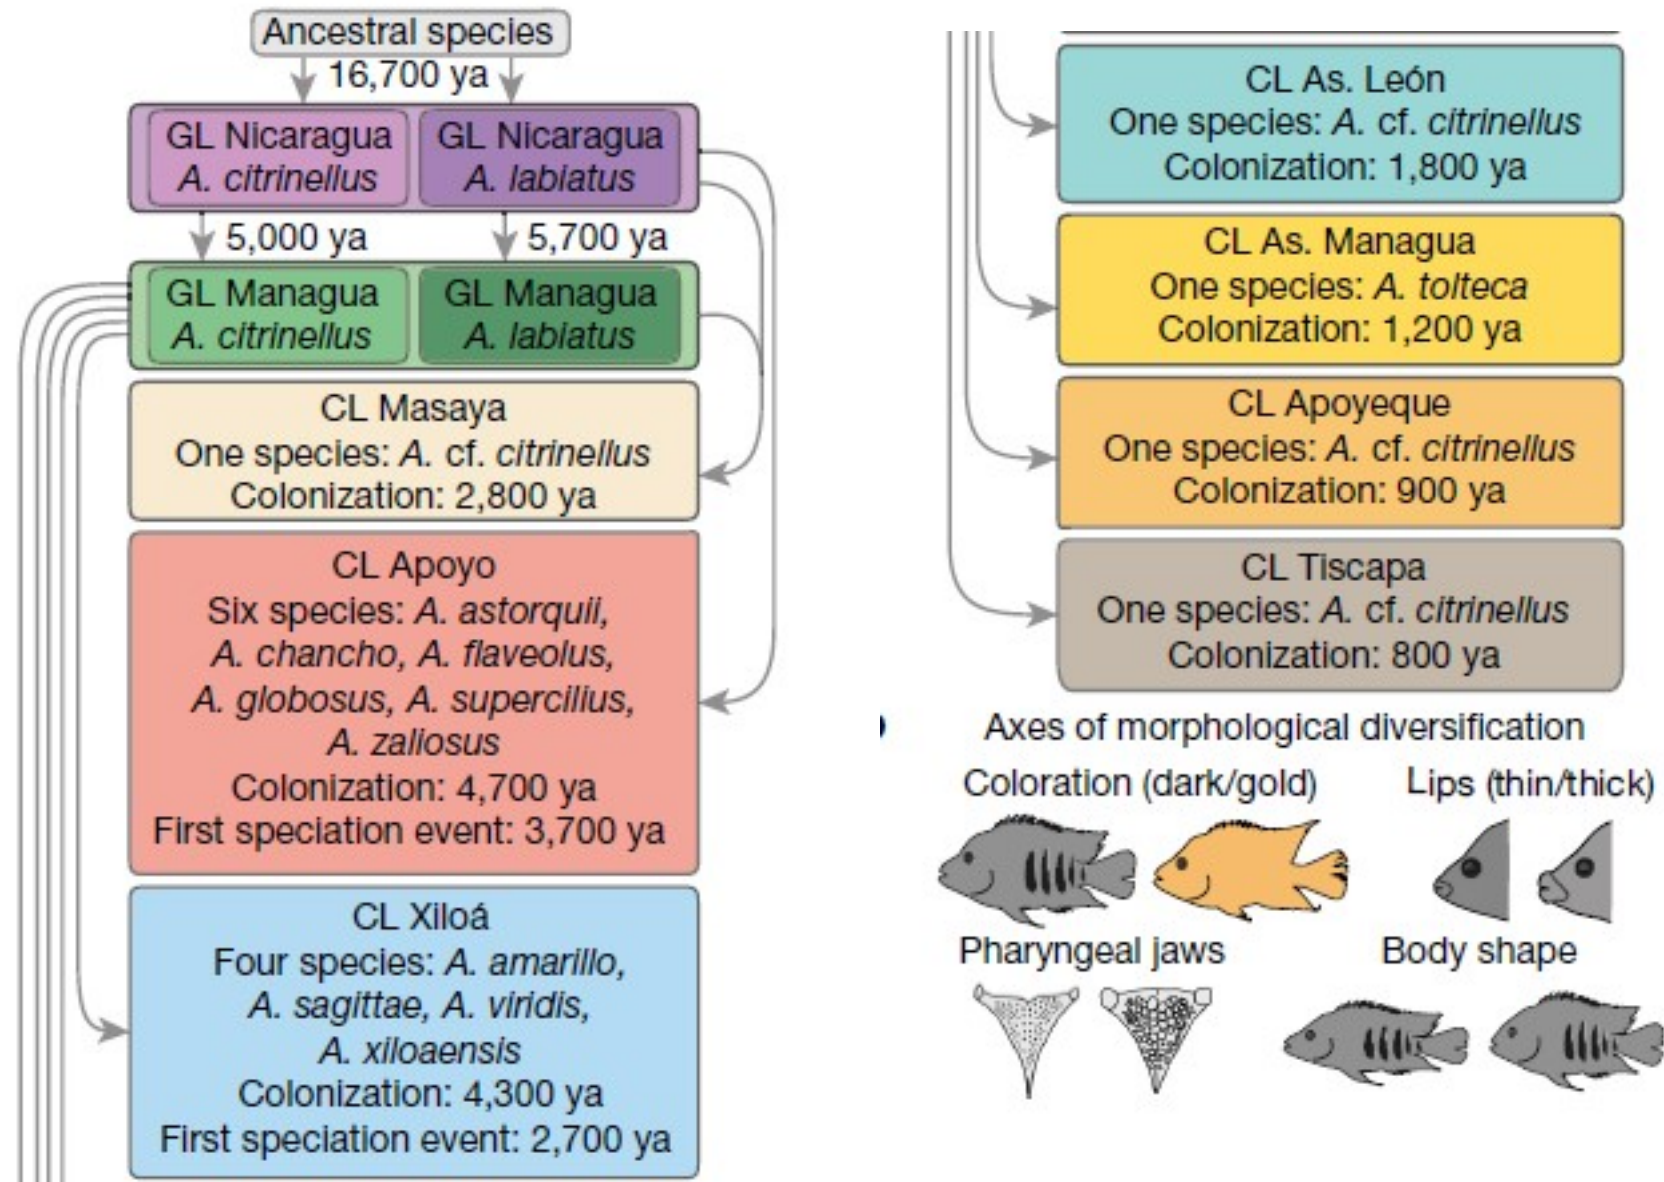 Ancestral species
16,700 ya
GL Nicaragua
A. citrinellus
GL Nicaragua
A. labiatus
5,000 ya
5,700 ya
GL Managua
A. citrinellus
GL Managua
A. labiatus
CL Masaya
One species: A. cf. citrinellus
Colonization: 2,800 ya
CL Apoyo
Six species: A. astorquii,
A. chancho, A. flaveolus,
A. globosus, A. supercilius,
A. zaliosus
Colonization: 4,700 ya
First speciation event: 3,700 ya
CL Xiloá
Four species: A. amarillo,
A. sagittae, A. viridis,
A. xiloaensis
Colonization: 4,300 ya
First speciation event: 2,700 ya
CL As. León
One species: A. cf. citrinellus
Colonization: 1,800 ya
CL As. Managua
One species: A. tolteca
Colonization: 1,200 ya
CL Apoyeque
One species: A. cf. citrinellus
Colonization: 900 ya
CL Tiscapa
One species: A. cf. citrinellus
Colonization: 800 ya
Axes of morphological diversification
Coloration (dark/gold)
Lips (thin/thick)
Pharyngeal jaws
Body shape